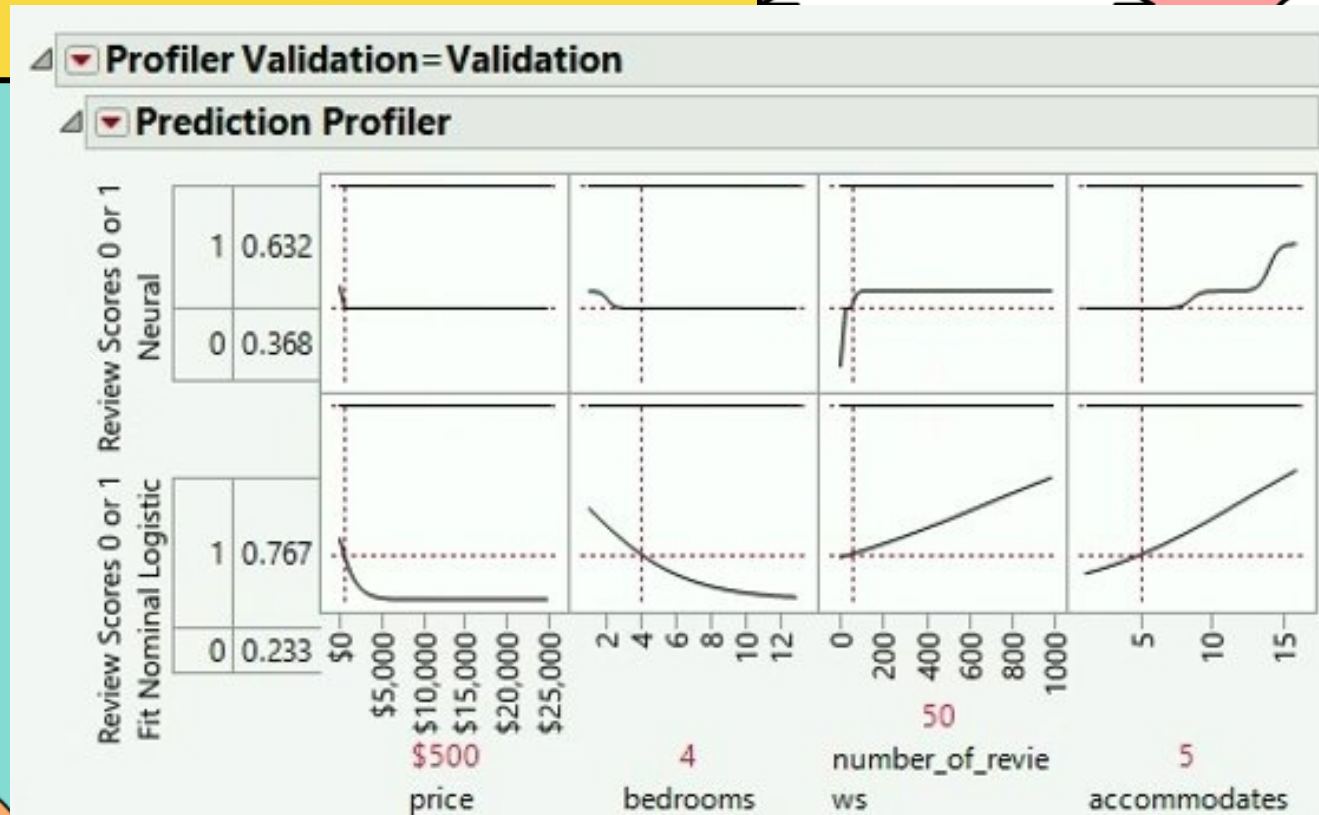 Profiler Validation=Validation
Prediction Profiler
Review Scores 0 or 1
Neural
1 0.632
0 0.368
Review Scores 0 or 1
Fit Nominal Logistic
1 0.767
0 0.233
$0 $5,000 $10,000 $15,000 $20,000 $25,000
2 4 6 8 10 12
0 200 400 600 800 1000
5 10 15
$500
price
4
bedrooms
50
number_of_revie
ws
5
accommodates